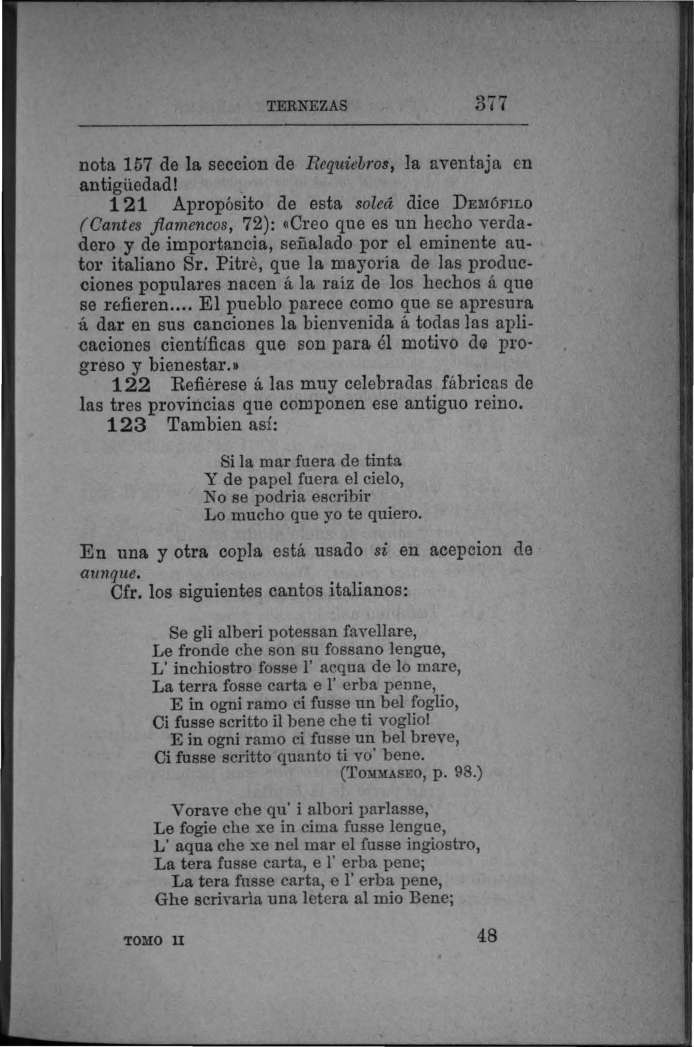 TERNEZAS 377
nota 157 de la seccion de Requiebros, la aventaja en
antigüedad!
121 Apropósito de esta soleá dice DEMÓFILO
(Cantes flamencos, 72): «Creo que es un hecho verda-
dero y de importancia, señalado por el eminente au-
tor italiano Sr. Pitrè, que la mayoria de las produc-
ciones populares nacen á la raíz de los hechos á que
se refieren.... El pueblo parece como que se apresura
á dar en sus canciones la bienvenida á todas las apli-
caciones científicas que son para él motivo de pro-
greso y bienestar.»
122 Refiérese á las muy celebradas fábricas de
las tres provincias que componen ese antiguo reino.
123 Tambien así:
Si la mar fuera de tinta
Y de papel fuera el cielo,
No se podria escribir
Lo mucho que yo te quiero.
En una y otra copla está usado si en acepcion de
aunque.
Cfr. los siguientes cantos italianos:
Se gli alberi potessan favellare,
Le fronde che son su fossano lengue,
L' inchiostro fosse l' acqua de lo mare,
La terra fosse carta e l' erba penne,
E in ogni ramo ci fusse un bel foglio,
Ci fusse scritto il bene che ti voglio!
E in ogni ramo ci fusse un bel breve,
Ci fusse scritto quanto ti vo' bene.
(TOMMASEO, p. 98.)
Vorave che qu' i albori parlasse,
Le fogie che xe in cima fusse lengue,
L' aqua che xe nel mar el fusse ingiostro,
La tera fusse carta, e l' erba pene;
La tera fusse carta, e l' erba pene,
Ghe scrivarìa una letera al mio Bene;
TOMO II 48